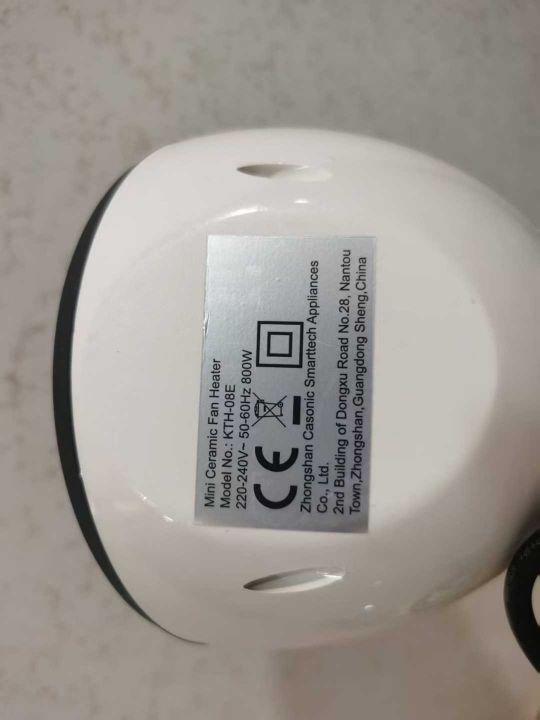 Mini Ceramic Fan Heater
Model No.: KTH-08E
220-240V~ 50-60Hz 800W
CE
Zhongshan Casonic Smarttech Appliances
Co., Ltd.
2nd Building of Dongxu Road No.28, Nantou
Town,Zhongshan,Guangdong Sheng,China